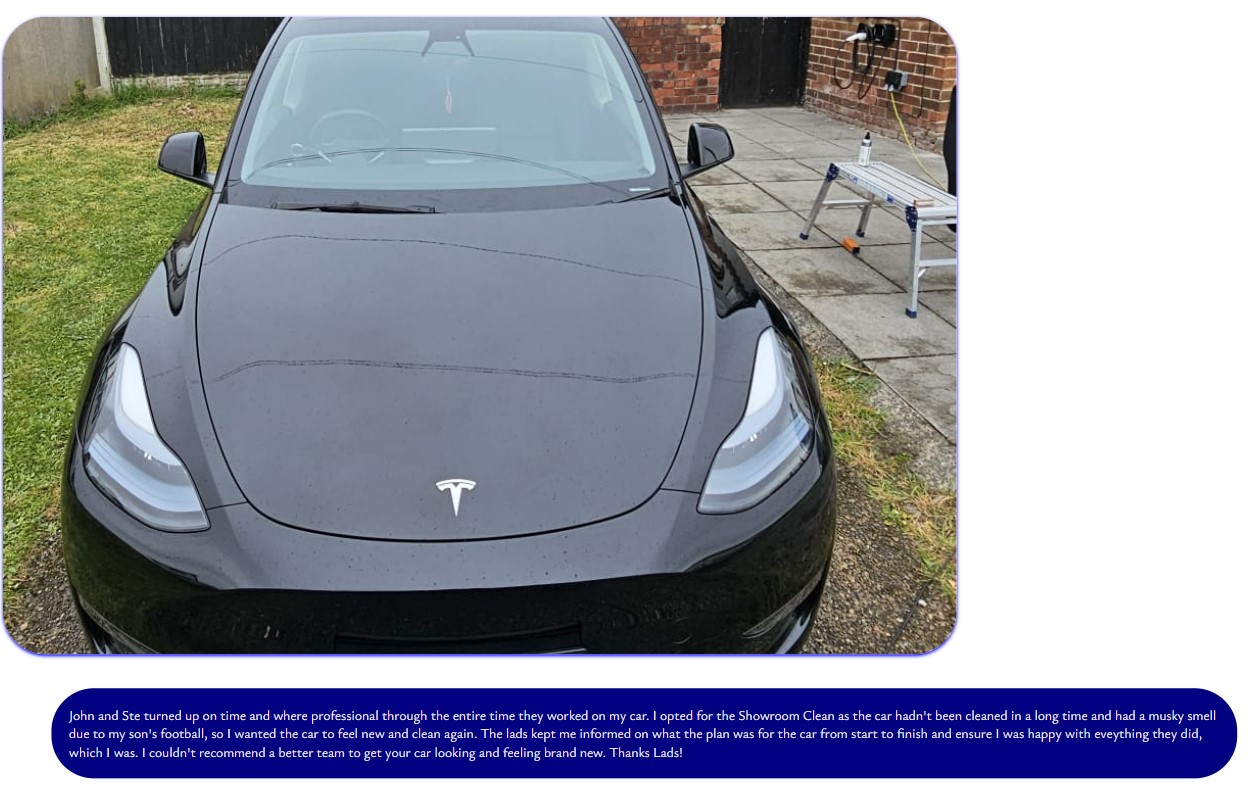 John and Ste turned up on time and where professional through the entire time they worked on my car. I opted for the Showroom Clean as the car hadn't been cleaned in a long time and had a musky smell
due to my son's football, so I wanted the car to feel new and clean again. The lads kept me informed on what the plan was for the car from start to finish and ensure I was happy with eveything they did,
which I was. I couldn't recommend a better team to get your car looking and feeling brand new. Thanks Lads!